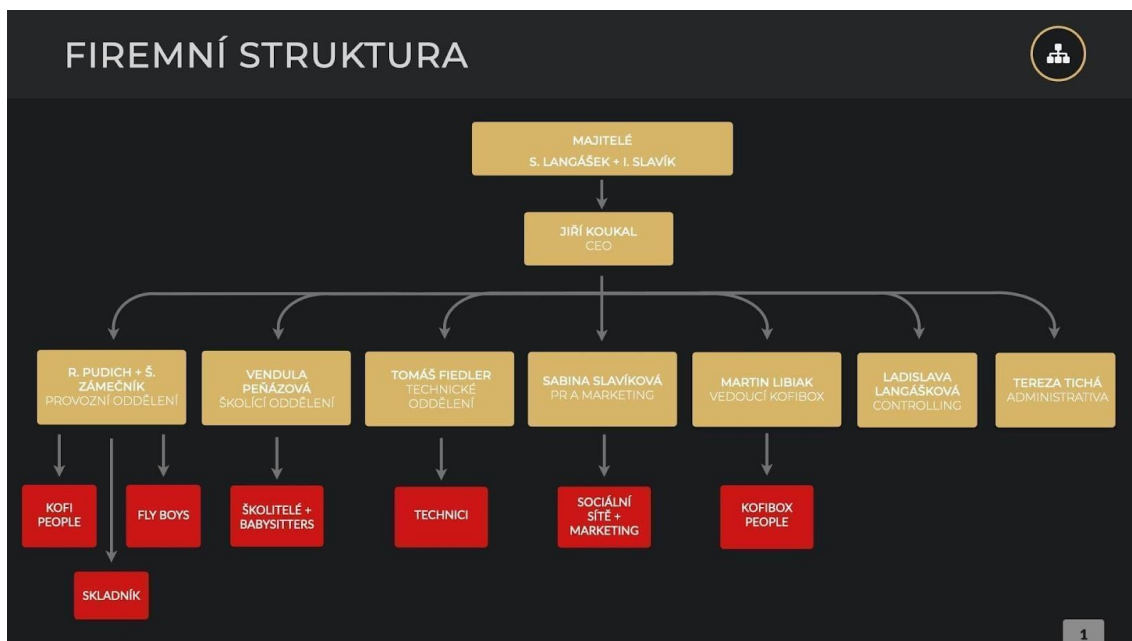 FIREMNÍ STRUKTURA
MAJITELÉ
S. LANGÁŠEK + I. SLAVÍK
JIŘÍ KOUKAL
CEO
R. PUDICH + Š.
ZÁMEČNÍK
PROVOZNÍ ODDĚLENÍ
VENDULA
PEŇÁZOVÁ
ŠKOLÍCÍ ODDĚLENÍ
TOMÁŠ FIEDLER
TECHNICKÉ
ODDĚLENÍ
SABINA SLAVÍKOVÁ
PR A MARKETING
MARTIN LIBIAK
VEDOUCÍ KOFIBOX
LADISLAVA
LANGÁŠKOVÁ
CONTROLLING
TEREZA TICHÁ
ADMINISTRATIVA
KOFI
PEOPLE
FLY BOYS
ŠKOLITELÉ +
BABYSITTERS
TECHNICI
SOCIÁLNÍ
SÍTĚ +
MARKETING
KOFIBOX
PEOPLE
SKLADNÍK
1